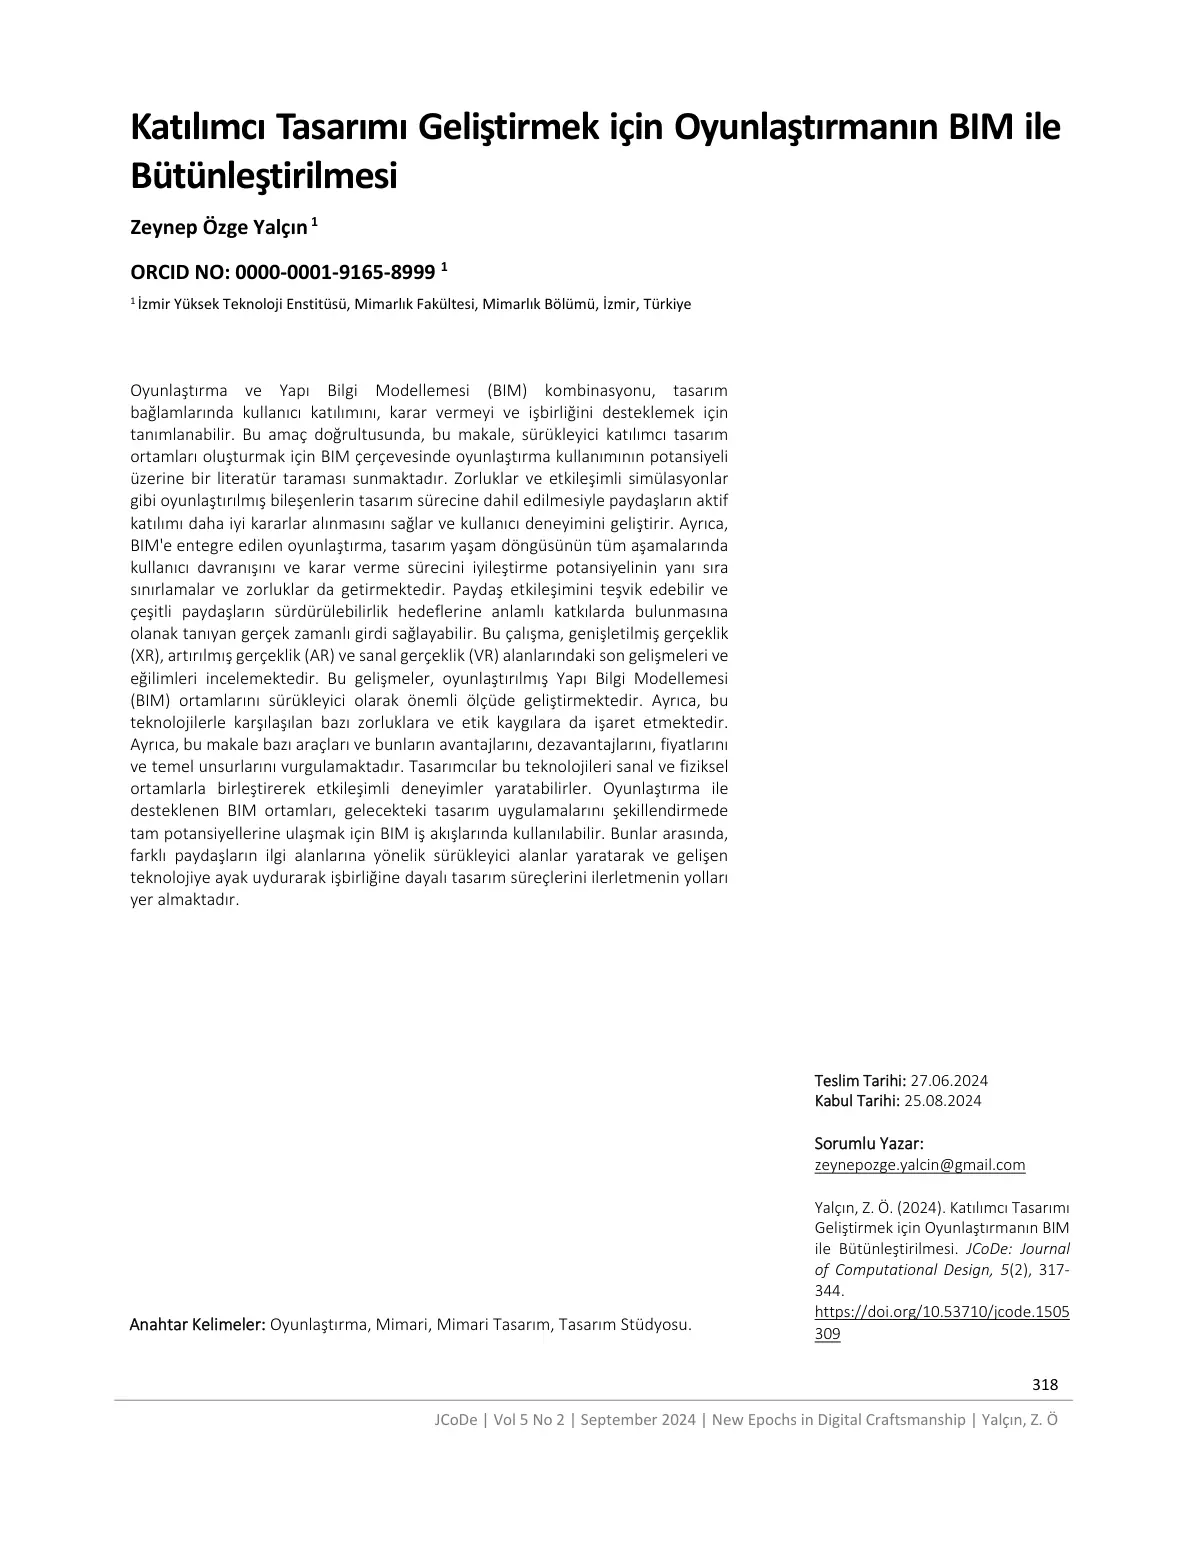 Katılımcı Tasarımı Geliştirmek için Oyunlaştırmanın BIM ile
Bütünleştirilmesi
Zeynep Özge Yalçın 1
ORCID NO: 0000-0001-9165-8999 1
1 İzmir Yüksek Teknoloji Enstitüsü, Mimarlık Fakültesi, Mimarlık Bölümü, İzmir, Türkiye
Oyunlaştırma ve Yapı Bilgi Modellemesi (BIM) kombinasyonu, tasarım
bağlamlarında kullanıcı katılımını, karar vermeyi ve işbirliğini desteklemek için
tanımlanabilir. Bu amaç doğrultusunda, bu makale, sürükleyici katılımcı tasarım
ortamları oluşturmak için BIM çerçevesinde oyunlaştırma kullanımının potansiyeli
üzerine bir literatür taraması sunmaktadır. Zorluklar ve etkileşimli simülasyonlar
gibi oyunlaştırılmış bileşenlerin tasarım sürecine dahil edilmesiyle paydaşların aktif
katılımı daha iyi kararlar alınmasını sağlar ve kullanıcı deneyimini geliştirir. Ayrıca,
BIM'e entegre edilen oyunlaştırma, tasarım yaşam döngüsünün tüm aşamalarında
kullanıcı davranışını ve karar verme sürecini iyileştirme potansiyelinin yanı sıra
sınırlamalar ve zorluklar da getirmektedir. Paydaş etkileşimini teşvik edebilir ve
çeşitli paydaşların sürdürülebilirlik hedeflerine anlamlı katkılarda bulunmasına
olanak tanıyan gerçek zamanlı girdi sağlayabilir. Bu çalışma, genişletilmiş gerçeklik
(XR), artırılmış gerçeklik (AR) ve sanal gerçeklik (VR) alanlarındaki son gelişmeleri ve
eğilimleri incelemektedir. Bu gelişmeler, oyunlaştırılmış Yapı Bilgi Modellemesi
(BIM) ortamlarını sürükleyici olarak önemli ölçüde geliştirmektedir. Ayrıca, bu
teknolojilerle karşılaşılan bazı zorluklara ve etik kaygılara da işaret etmektedir.
Ayrıca, bu makale bazı araçları ve bunların avantajlarını, dezavantajlarını, fiyatlarını
ve temel unsurlarını vurgulamaktadır. Tasarımcılar bu teknolojileri sanal ve fiziksel
ortamlarla birleştirerek etkileşimli deneyimler yaratabilirler. Oyunlaştırma ile
desteklenen BIM ortamları, gelecekteki tasarım uygulamalarını şekillendirmede
tam potansiyellerine ulaşmak için BIM iş akışlarında kullanılabilir. Bunlar arasında,
farklı paydaşların ilgi alanlarına yönelik sürükleyici alanlar yaratarak ve gelişen
teknolojiye ayak uydurarak işbirliğine dayalı tasarım süreçlerini ilerletmenin yolları
yer almaktadır.
Teslim Tarihi: 27.06.2024
Kabul Tarihi: 25.08.2024
Sorumlu Yazar:
zeynepozge.yalcin@gmail.com
Yalçın, Z. Ö. (2024). Katılımcı Tasarımı
Geliştirmek için Oyunlaştırmanın BIM
ile Bütünleştirilmesi. JCoDe: Journal
of Computational Design, 5(2), 317-
344.
https://doi.org/10.53710/jcode.1505
309
Anahtar Kelimeler: Oyunlaştırma, Mimari, Mimari Tasarım, Tasarım Stüdyosu.
318
JCoDe | Vol 5 No 2 | September 2024 | New Epochs in Digital Craftsmanship | Yalçın, Z. Ö